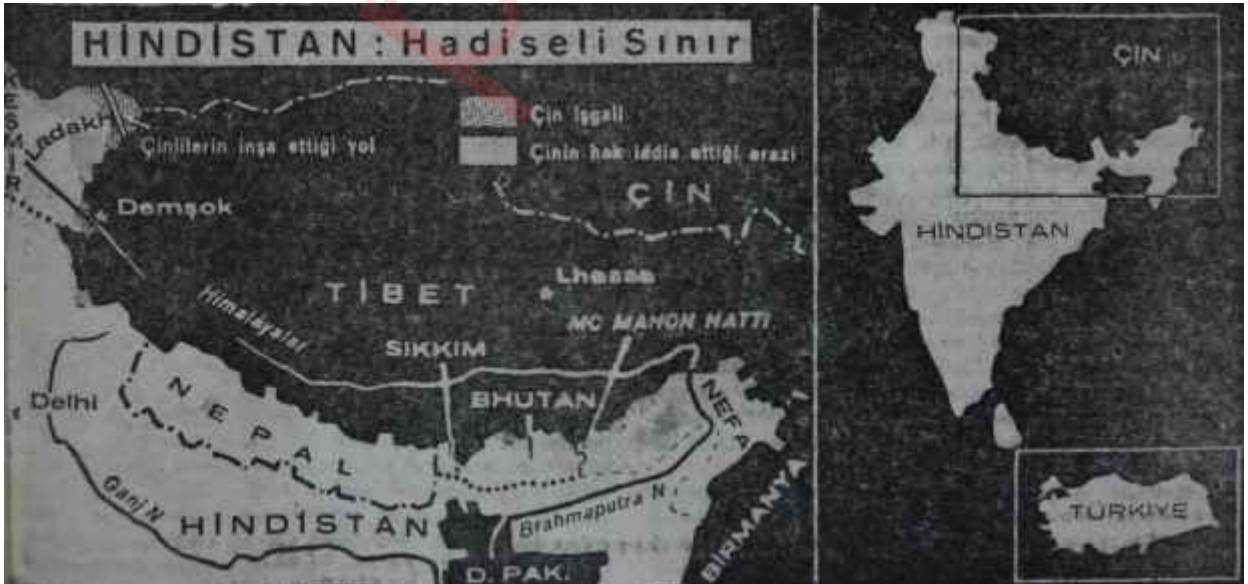 HİNDİSTAN : Hadiseli Sınır
KEŞMİR
Ladakh
Çinlilerin inşa ettiği yol
Çin işgali
Çinin hak iddia ettiği arazi
Demşok
ÇİN
TİBET
Lhassa
Himalayalar
MC MAHON HATTI
SIKKIM
BHUTAN
NEPAL
NEFA
Delhi
Ganj N
HİNDİSTAN
Brahmaputra N
D. PAK.
BİRMANYA
ÇİN
HİNDİSTAN
TÜRKİYE